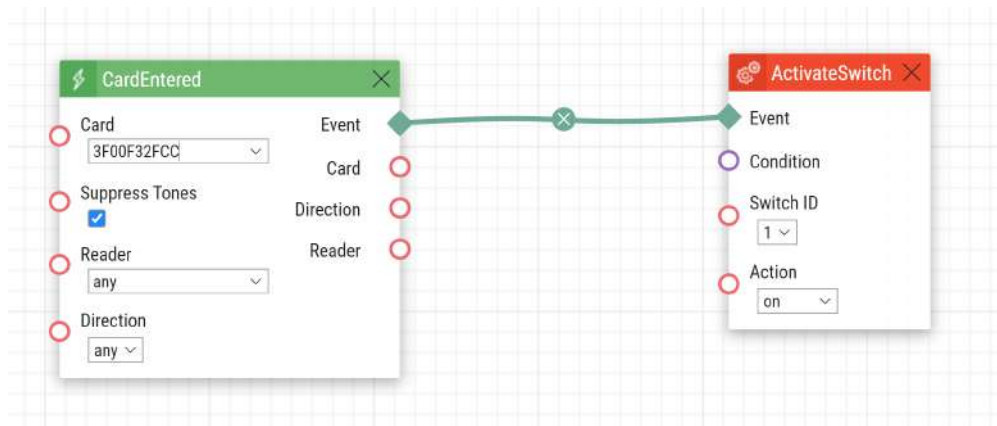 CardEntered
Card
3F00F32FCC
Suppress Tones
Reader
any
Direction
any
Event
Card
Direction
Reader
ActivateSwitch
Event
Condition
Switch ID
1
Action
on